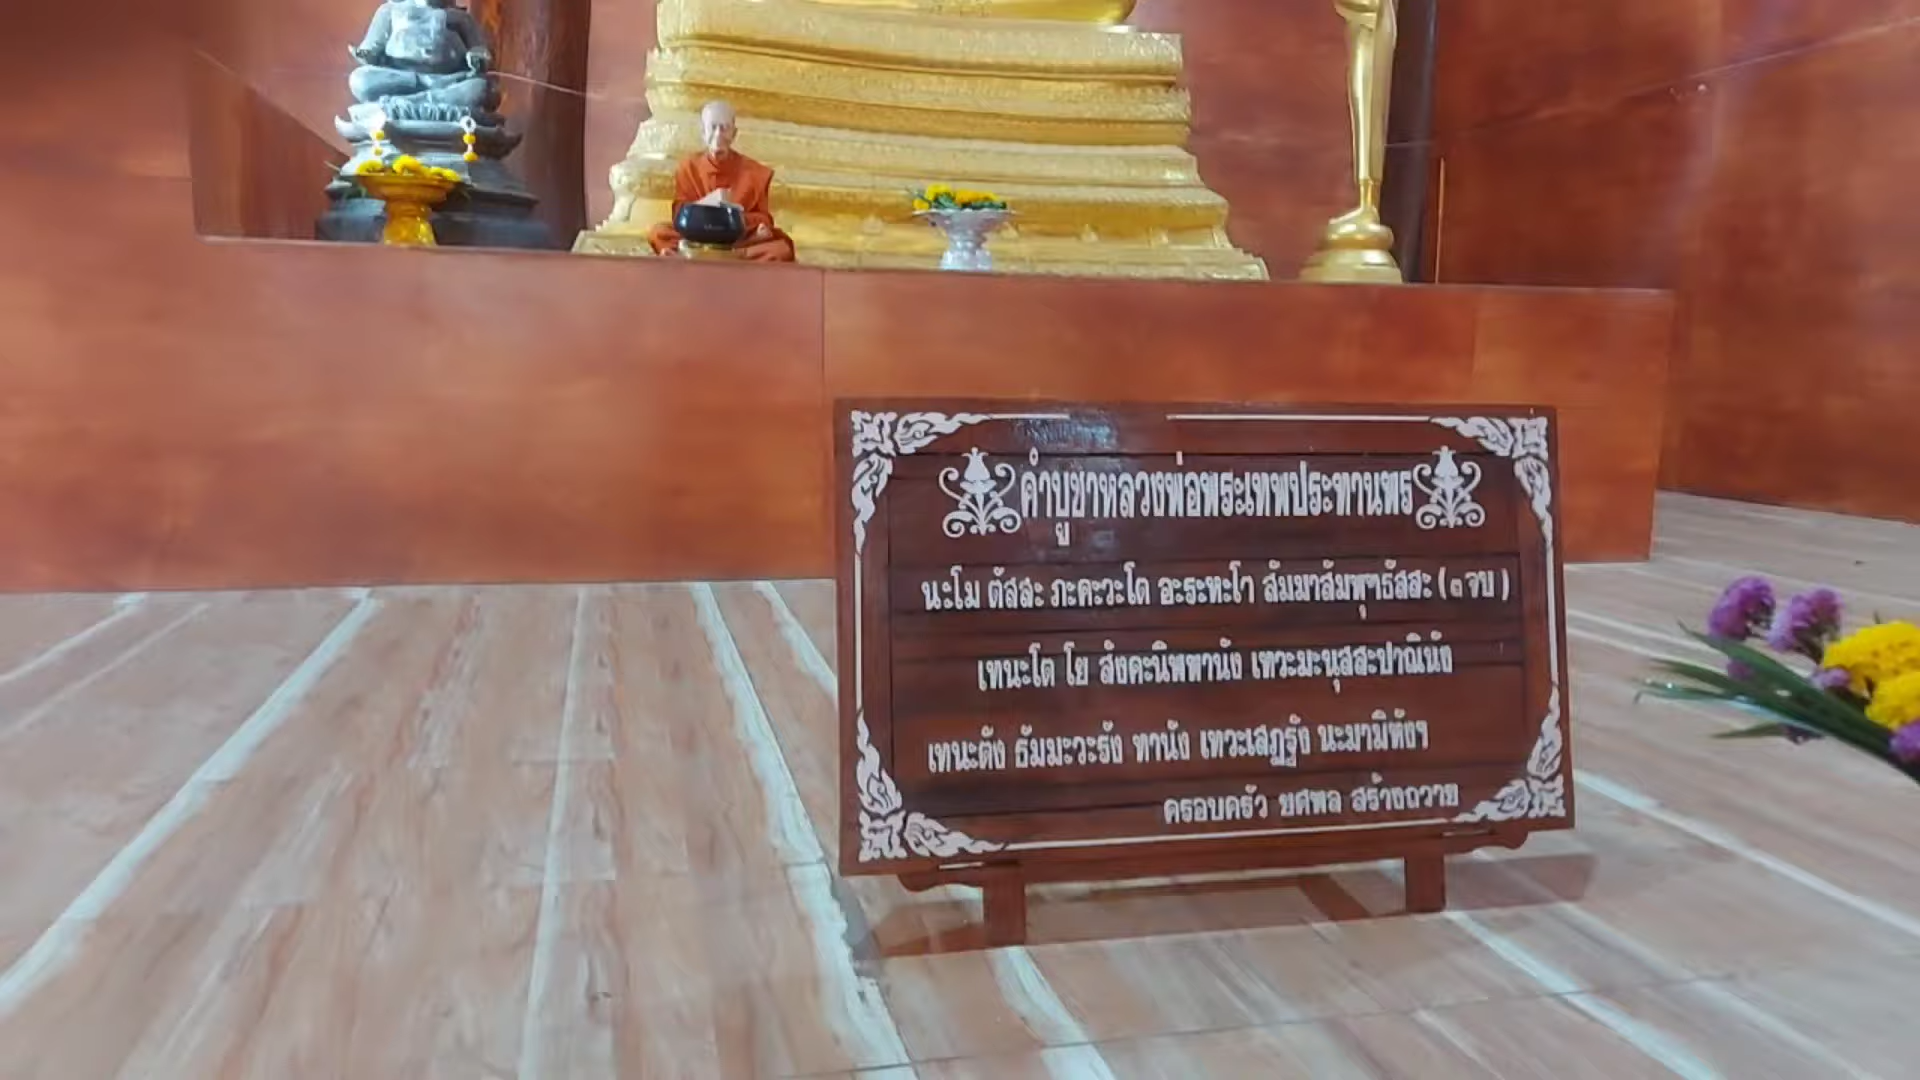 คำบูชาหลวงพ่อพระเทพประทานพร
นะโม ตัสสะ ภะคะวะโต อะระหะโา สัมมาสัมพุฯธัสสะ (๓ จบ)
เทนะโต โย สังคะนิททานัง เทวะมะนุสสะปาณินัง
เทนะตัง ธัมมะวะรัง ทานัง เทวะเสฏฐัง นะมามิหังฯ
ครอบครัว ยศพล สร้างถวาย